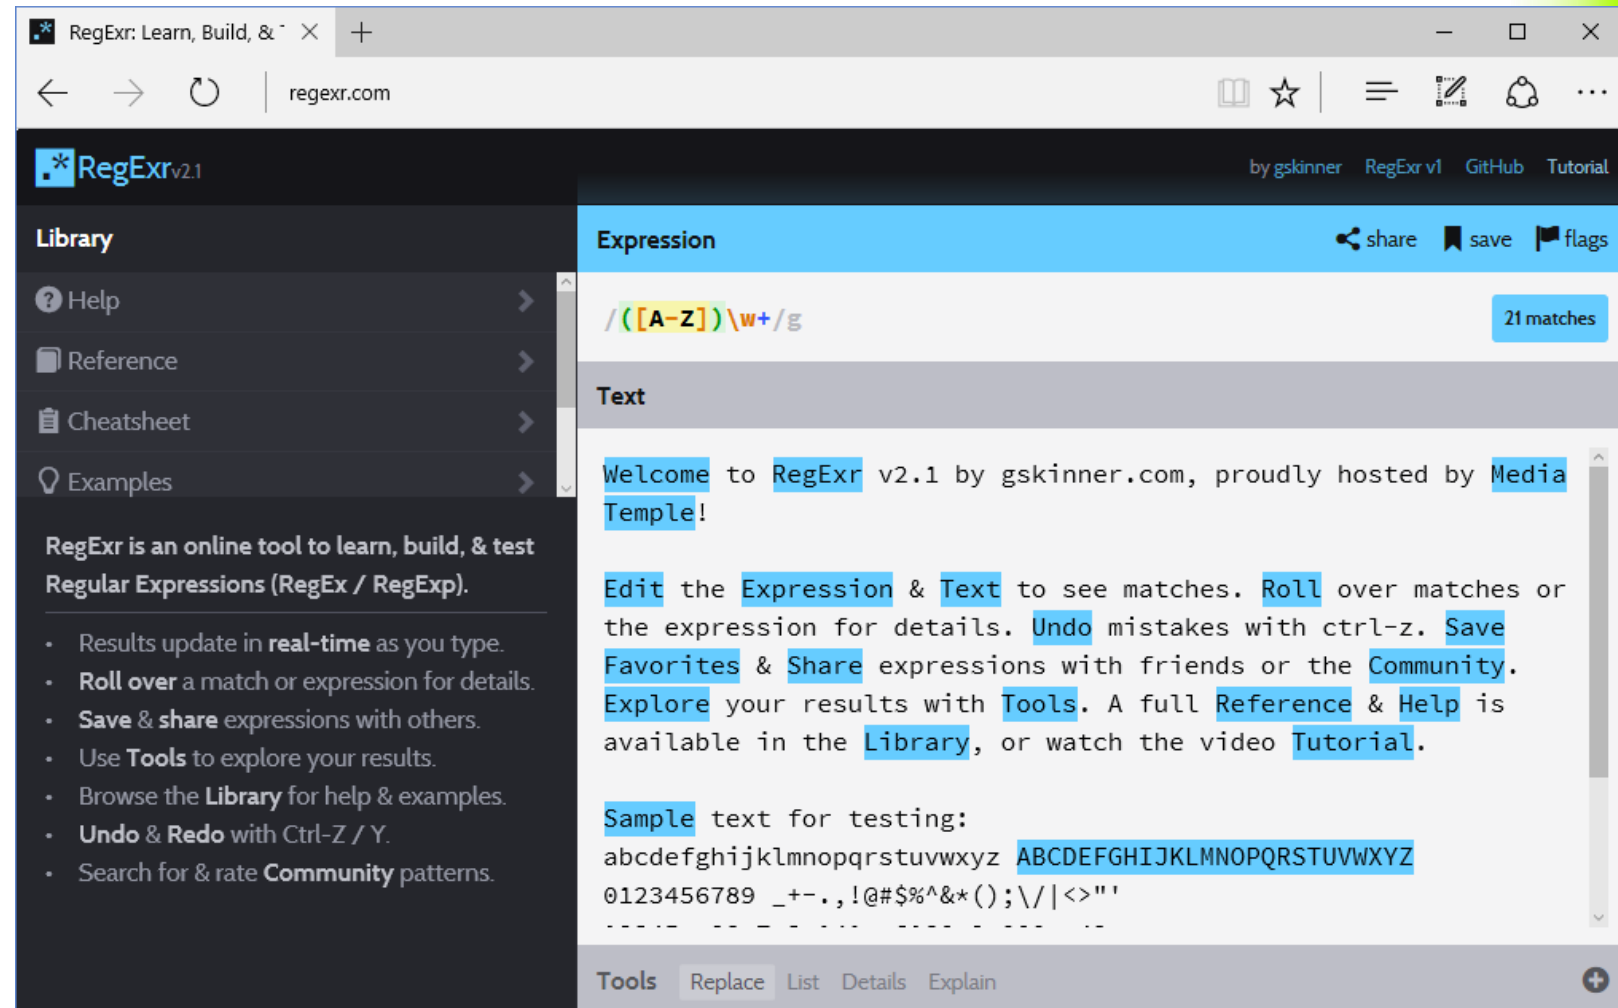 RegExr: Learn, Build, &
regexr.com
.* RegExr v2.1
by gskinner RegExr v1 GitHub Tutorial
Library
Help
Reference
Cheatsheet
Examples
RegExr is an online tool to learn, build, & test
Regular Expressions (RegEx / RegExp).
• Results update in real-time as you type.
• Roll over a match or expression for details.
• Save & share expressions with others.
• Use Tools to explore your results.
• Browse the Library for help & examples.
• Undo & Redo with Ctrl-Z / Y.
• Search for & rate Community patterns.
Expression
share save flags
/([A-Z])\w+/g
21 matches
Text
Welcome to RegExr v2.1 by gskinner.com, proudly hosted by Media
Temple!
Edit the Expression & Text to see matches. Roll over matches or
the expression for details. Undo mistakes with ctrl-z. Save
Favorites & Share expressions with friends or the Community.
Explore your results with Tools. A full Reference & Help is
available in the Library, or watch the video Tutorial.
Sample text for testing:
abcdefghijklmnopqrstuvwxyz ABCDEFGHIJKLMNOPQRSTUVWXYZ
0123456789 _+-.,!@#$%^&*();\/|<>"'
Tools Replace List Details Explain